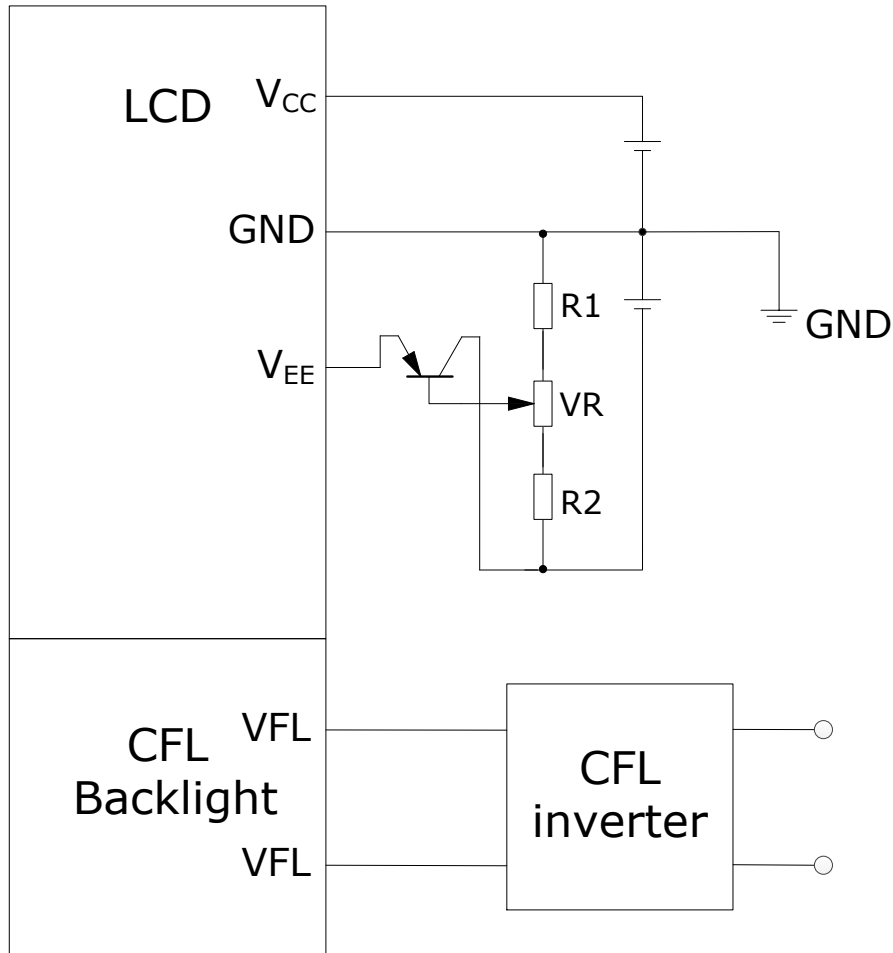 LCD
VCC
GND
R1
GND
VEE
VR
R2
VFL
CFL
Backlight
VFL
CFL
inverter